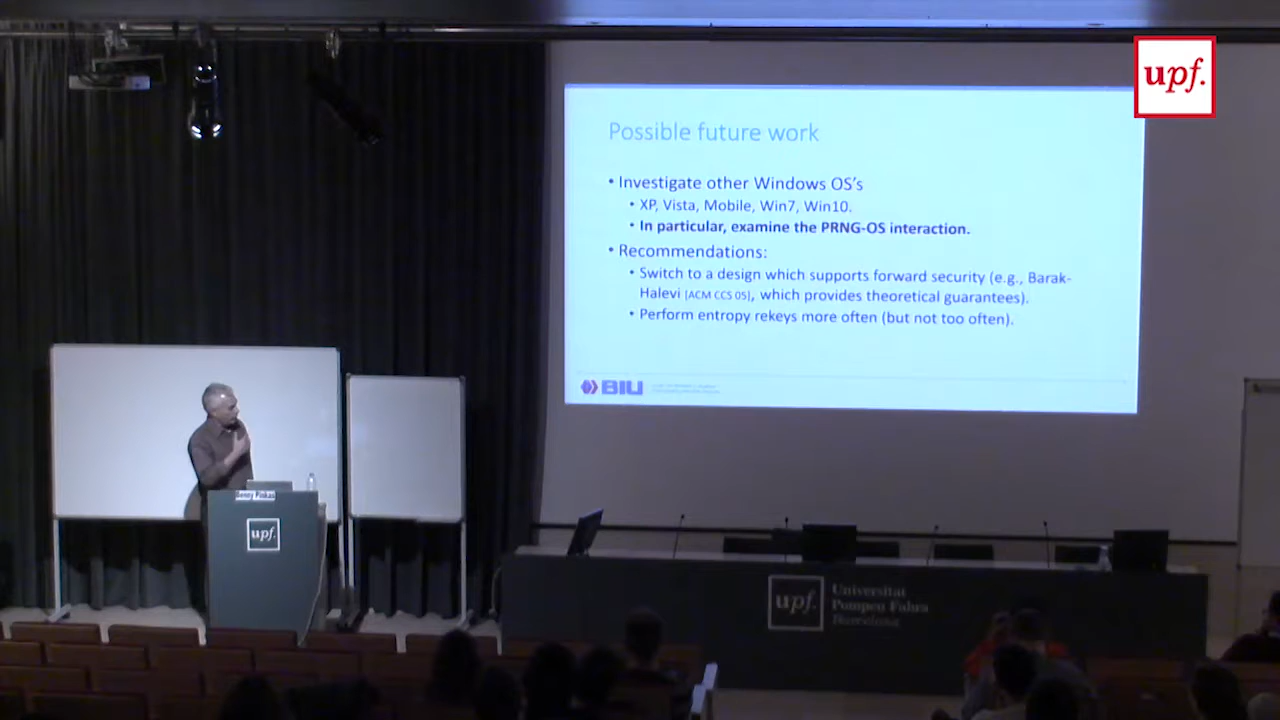 upf.
Possible future work
• Investigate other Windows OS's
• XP, Vista, Mobile, Win7, Win10.
• In particular, examine the PRNG-OS interaction.
• Recommendations:
• Switch to a design which supports forward security (e.g., Barak-
Halevi [ACM CCS 05], which provides theoretical guarantees).
• Perform entropy rekeys more often (but not too often).
BIU
Benny Pinkas
upf.
upf.
Universitat
Pompeu Fabra
Barcelona